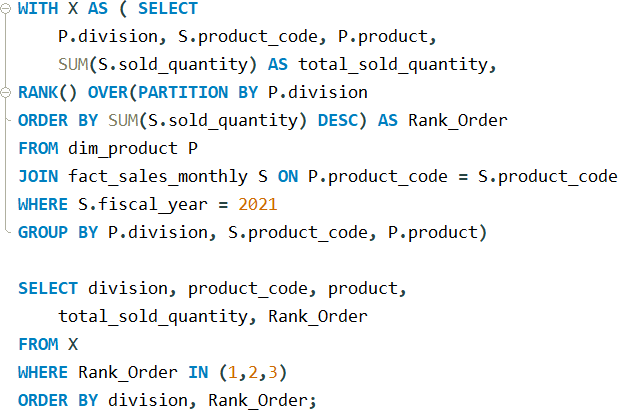 WITH X AS ( SELECT
P.division, S.product_code, P.product,
SUM(S.sold_quantity) AS total_sold_quantity,
RANK() OVER(PARTITION BY P.division
ORDER BY SUM(S.sold_quantity) DESC) AS Rank_Order
FROM dim_product P
JOIN fact_sales_monthly S ON P.product_code = S.product_code
WHERE S.fiscal_year = 2021
GROUP BY P.division, S.product_code, P.product)
SELECT division, product_code, product,
total_sold_quantity, Rank_Order
FROM X
WHERE Rank_Order IN (1,2,3)
ORDER BY division, Rank_Order;